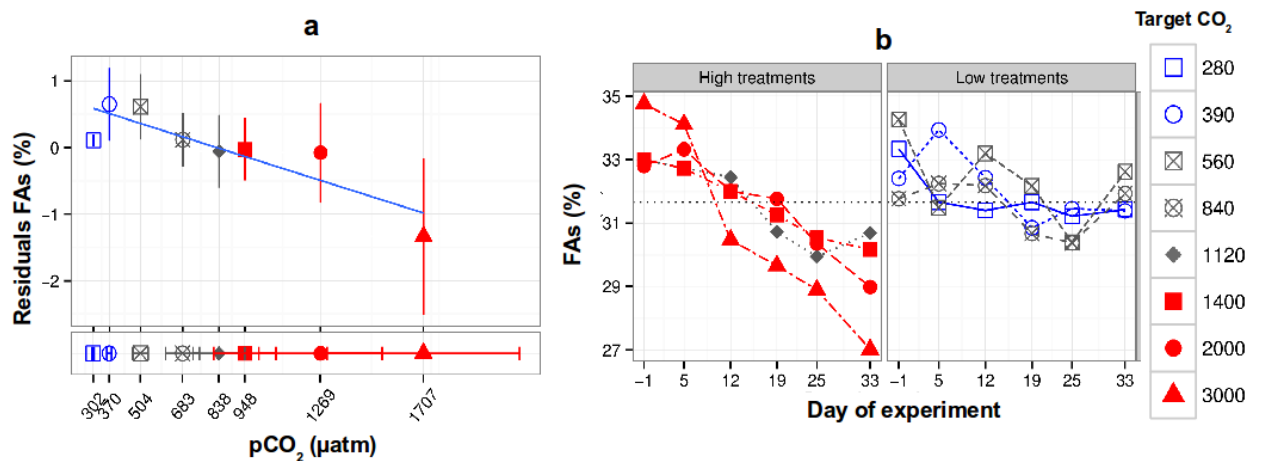 a
Residuals FAs (%)
1
0
−1
−2
302
370
504
683
838
948
1269
1707
pCO₂ (µatm)
b
High treatments
Low treatments
FAs (%)
35
33
31
29
27
−1 5 12 19 25 33
−1 5 12 19 25 33
Day of experiment
Target CO₂
280
390
560
840
1120
1400
2000
3000